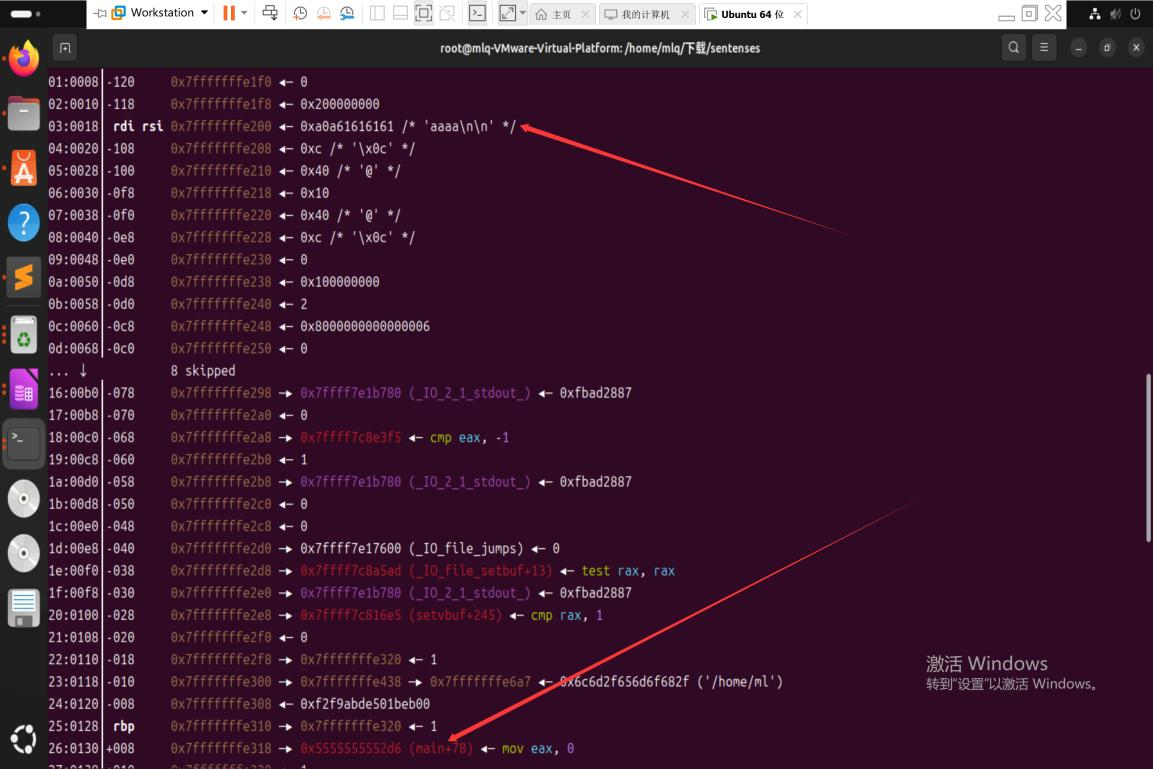 Workstation
主页
我的计算机
Ubuntu 64 位
root@mlq-VMware-Virtual-Platform: /home/mlq/下载/sentenses
01:0008│-120 0x7fffffffe1f0 ◂— 0
02:0010│-118 0x7fffffffe1f8 ◂— 0x200000000
03:0018│ rdi rsi 0x7fffffffe200 ◂— 0xa0a61616161 /* 'aaaa\n\n' */
04:0020│-108 0x7fffffffe208 ◂— 0xc /* '\x0c' */
05:0028│-100 0x7fffffffe210 ◂— 0x40 /* '@' */
06:0030│-0f8 0x7fffffffe218 ◂— 0x10
07:0038│-0f0 0x7fffffffe220 ◂— 0x40 /* '@' */
08:0040│-0e8 0x7fffffffe228 ◂— 0xc /* '\x0c' */
09:0048│-0e0 0x7fffffffe230 ◂— 0
0a:0050│-0d8 0x7fffffffe238 ◂— 0x100000000
0b:0058│-0d0 0x7fffffffe240 ◂— 2
0c:0060│-0c8 0x7fffffffe248 ◂— 0x8000000000000006
0d:0068│-0c0 0x7fffffffe250 ◂— 0
... ↓ 8 skipped
16:00b0│-078 0x7fffffffe298 —▸ 0x7ffff7e1b780 (_IO_2_1_stdout_) ◂— 0xfbad2887
17:00b8│-070 0x7fffffffe2a0 ◂— 0
18:00c0│-068 0x7fffffffe2a8 —▸ 0x7ffff7c8e3f5 ◂— cmp eax, -1
19:00c8│-060 0x7fffffffe2b0 ◂— 1
1a:00d0│-058 0x7fffffffe2b8 —▸ 0x7ffff7e1b780 (_IO_2_1_stdout_) ◂— 0xfbad2887
1b:00d8│-050 0x7fffffffe2c0 ◂— 0
1c:00e0│-048 0x7fffffffe2c8 ◂— 0
1d:00e8│-040 0x7fffffffe2d0 —▸ 0x7ffff7e17600 (_IO_file_jumps) ◂— 0
1e:00f0│-038 0x7fffffffe2d8 —▸ 0x7ffff7c8a5ad (_IO_file_setbuf+13) ◂— test rax, rax
1f:00f8│-030 0x7fffffffe2e0 —▸ 0x7ffff7e1b780 (_IO_2_1_stdout_) ◂— 0xfbad2887
20:0100│-028 0x7fffffffe2e8 —▸ 0x7ffff7c816e5 (setvbuf+245) ◂— cmp rax, 1
21:0108│-020 0x7fffffffe2f0 ◂— 0
22:0110│-018 0x7fffffffe2f8 —▸ 0x7fffffffe320 ◂— 1
23:0118│-010 0x7fffffffe300 —▸ 0x7fffffffe438 —▸ 0x7fffffffe6a7 ◂— 0x6c6d2f656d6f682f ('/home/ml')
24:0120│-008 0x7fffffffe308 ◂— 0xf2f9abde501beb00
25:0128│ rbp 0x7fffffffe310 —▸ 0x7fffffffe320 ◂— 1
26:0130│+008 0x7fffffffe318 —▸ 0x5555555552d6 (main+78) ◂— mov eax, 0
激活 Windows
转到"设置"以激活 Windows。